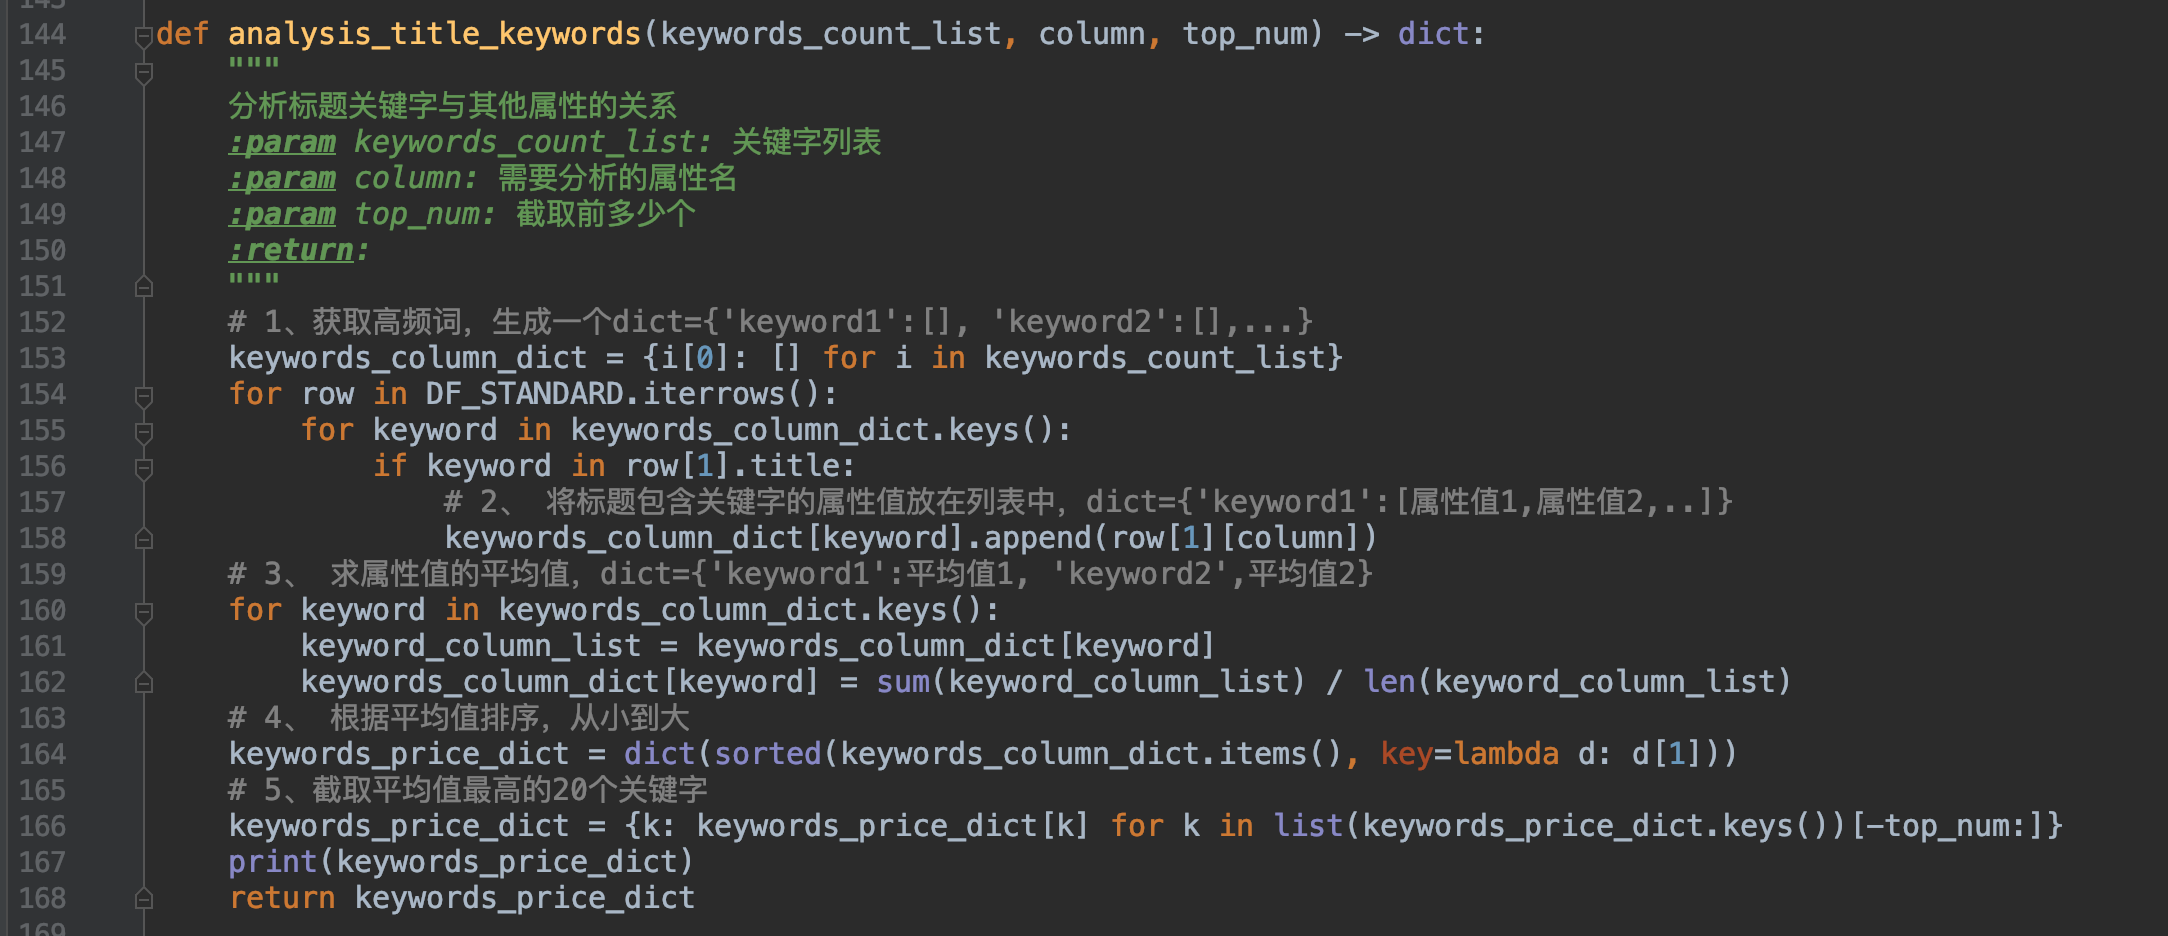 144 def analysis_title_keywords(keywords_count_list, column, top_num) -> dict:
145     """
146     分析标题关键字与其他属性的关系
147     :param keywords_count_list: 关键字列表
148     :param column: 需要分析的属性名
149     :param top_num: 截取前多少个
150     :return:
151     """
152     # 1、获取高频词，生成一个dict={'keyword1':[], 'keyword2':[],...}
153     keywords_column_dict = {i[0]: [] for i in keywords_count_list}
154     for row in DF_STANDARD.iterrows():
155         for keyword in keywords_column_dict.keys():
156             if keyword in row[1].title:
157                 # 2、 将标题包含关键字的属性值放在列表中，dict={'keyword1':[属性值1,属性值2,..]}
158                 keywords_column_dict[keyword].append(row[1][column])
159     # 3、 求属性值的平均值，dict={'keyword1':平均值1, 'keyword2',平均值2}
160     for keyword in keywords_column_dict.keys():
161         keyword_column_list = keywords_column_dict[keyword]
162         keywords_column_dict[keyword] = sum(keyword_column_list) / len(keyword_column_list)
163     # 4、 根据平均值排序，从小到大
164     keywords_price_dict = dict(sorted(keywords_column_dict.items(), key=lambda d: d[1]))
165     # 5、截取平均值最高的20个关键字
166     keywords_price_dict = {k: keywords_price_dict[k] for k in list(keywords_price_dict.keys())[-top_num:]}
167     print(keywords_price_dict)
168     return keywords_price_dict
169